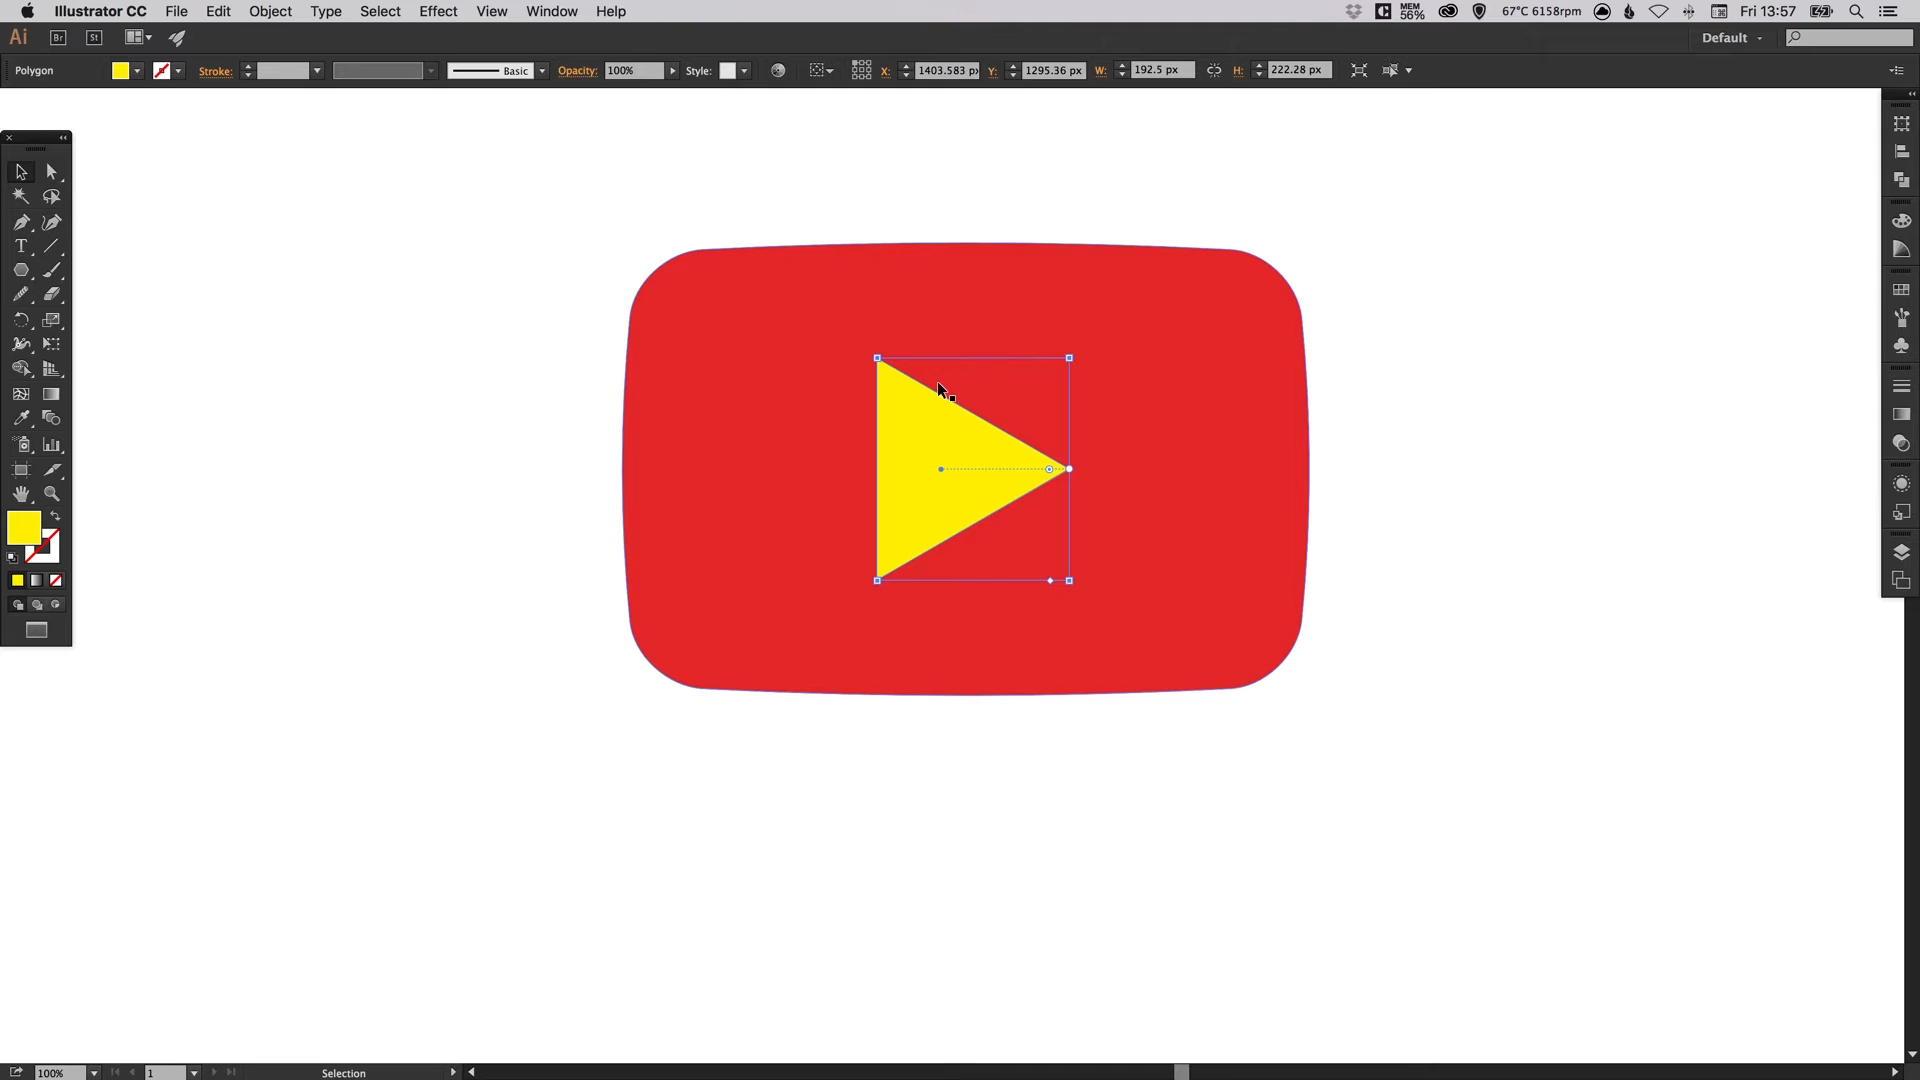 Illustrator CC File Edit Object Type Select Effect View Window Help MEM 56% 67°C 6158rpm Fri 13:57
Ai Br St Default
Polygon Stroke: Basic Opacity: 100% Style: X: 1403.583 px Y: 1295.36 px W: 192.5 px H: 222.28 px
T
100% 1 Selection